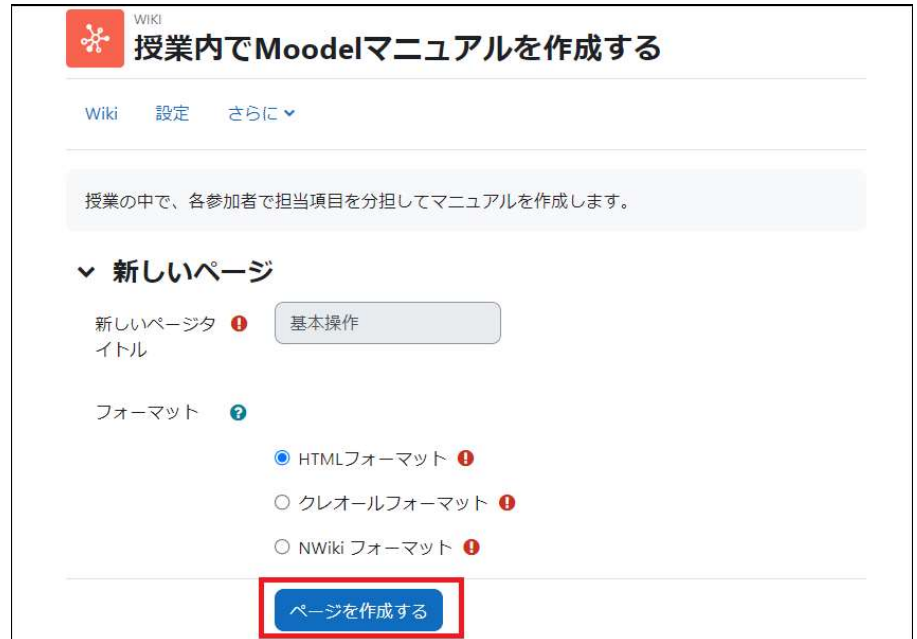 WIKI
授業内でMoodelマニュアルを作成する
Wiki 設定 さらに
授業の中で、各参加者で担当項目を分担してマニュアルを作成します。
新しいページ
新しいページタ
イトル
基本操作
フォーマット
HTMLフォーマット
クレオールフォーマット
NWiki フォーマット
ページを作成する